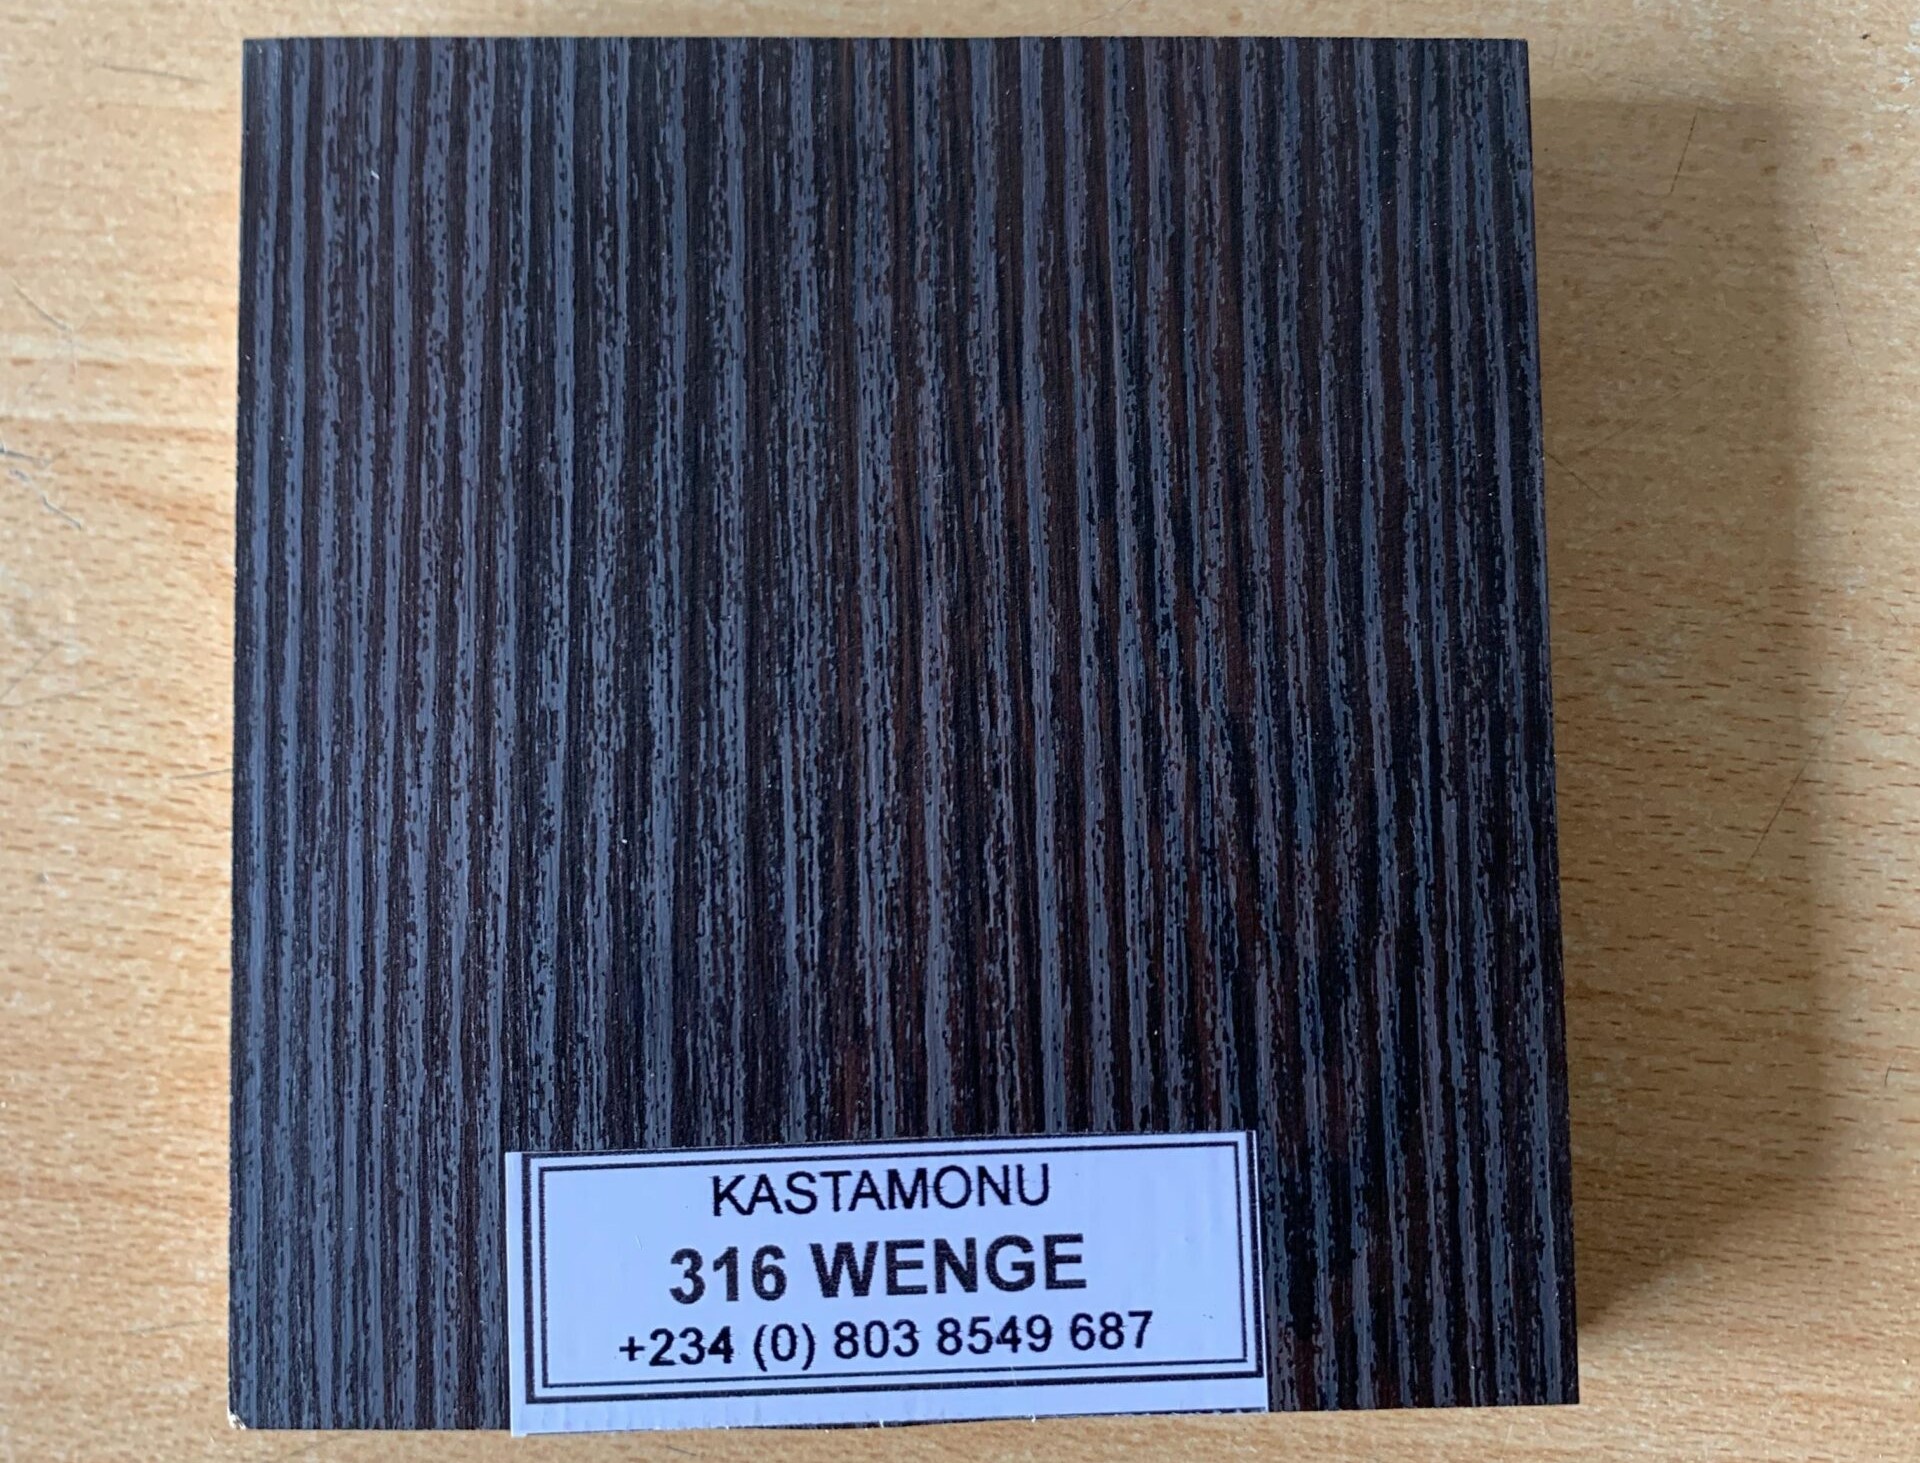 KASTAMONU
316 WENGE
+234 (0) 803 8549 687